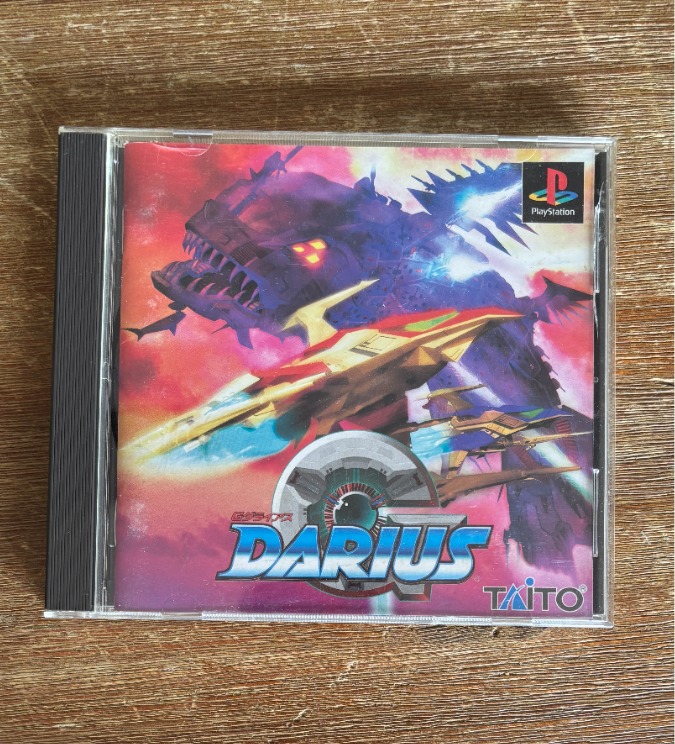 PlayStation
Gダライアス
DARIUS
TAITO